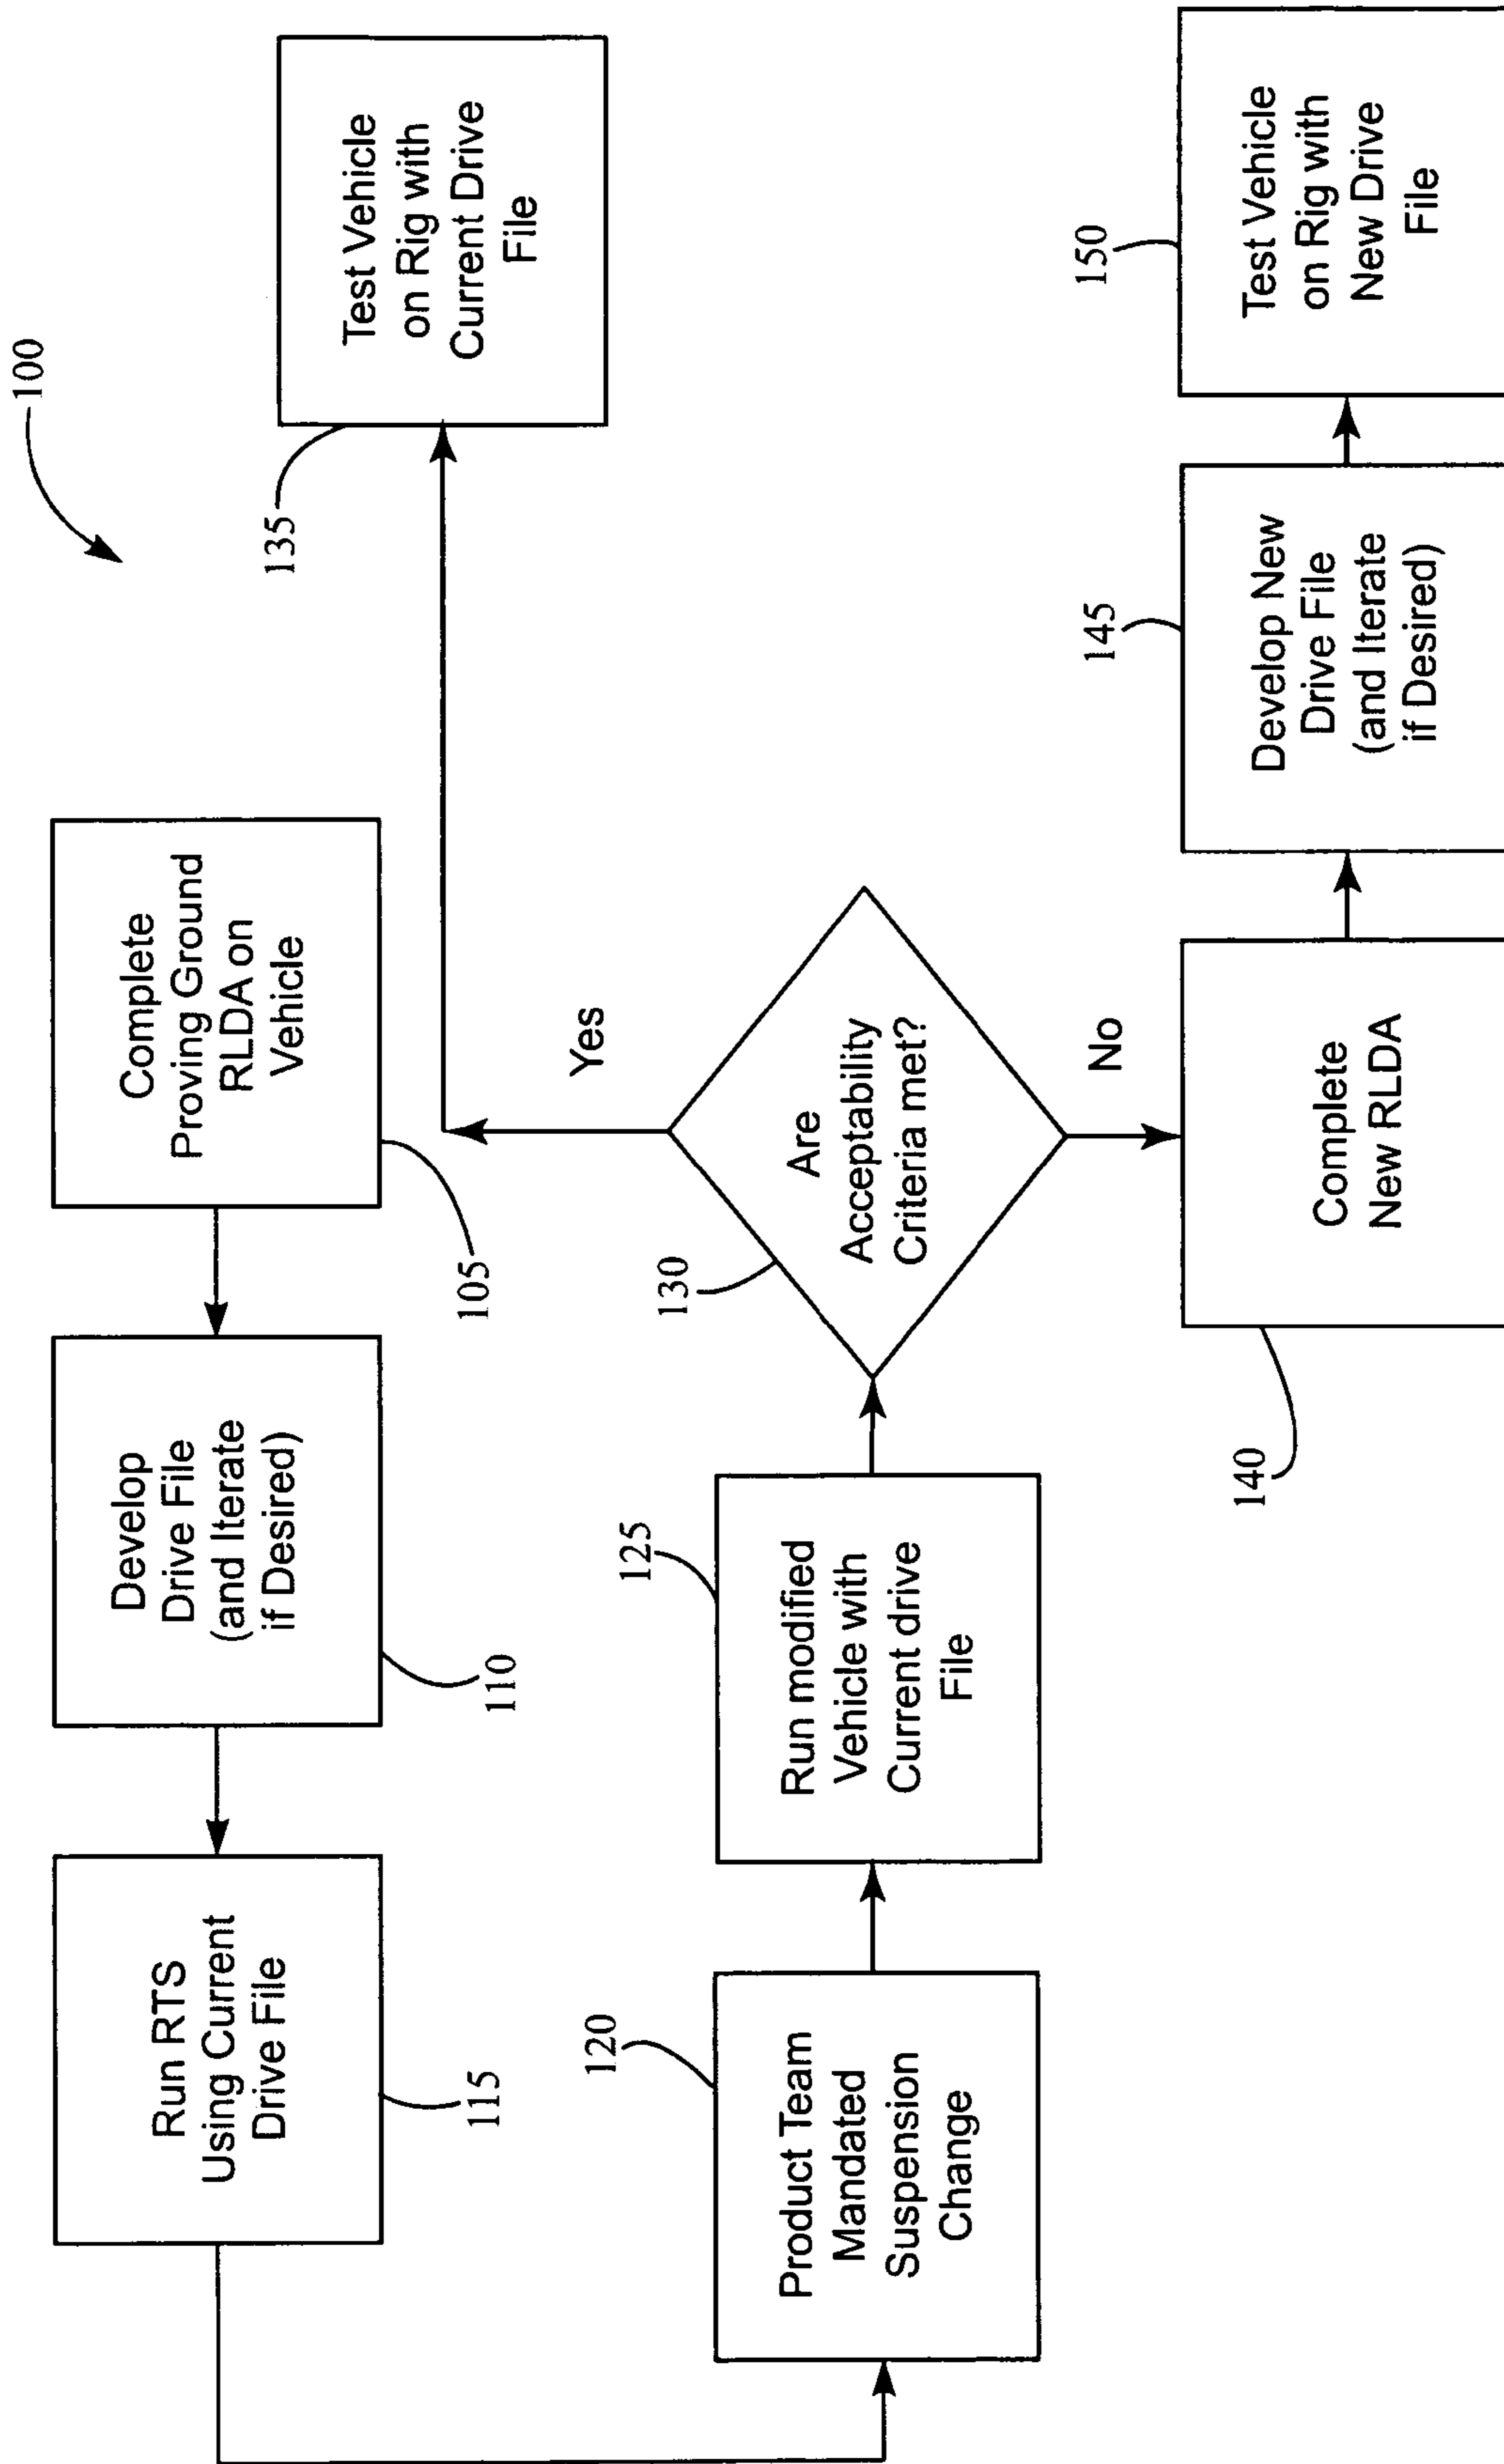 100
Complete
Proving Ground
RLDA on
Vehicle
105
Develop
Drive File
(and Iterate
if Desired)
110
Run RTS
Using Current
Drive File
115
Product Team
Mandated
Suspension
Change
120
Run modified
Vehicle with
Current drive
File
125
Are
Acceptability
Criteria met?
130
Yes
Test Vehicle
on Rig with
Current Drive
File
135
No
Complete
New RLDA
140
Develop New
Drive File
(and Iterate
if Desired)
145
Test Vehicle
on Rig with
New Drive
File
150